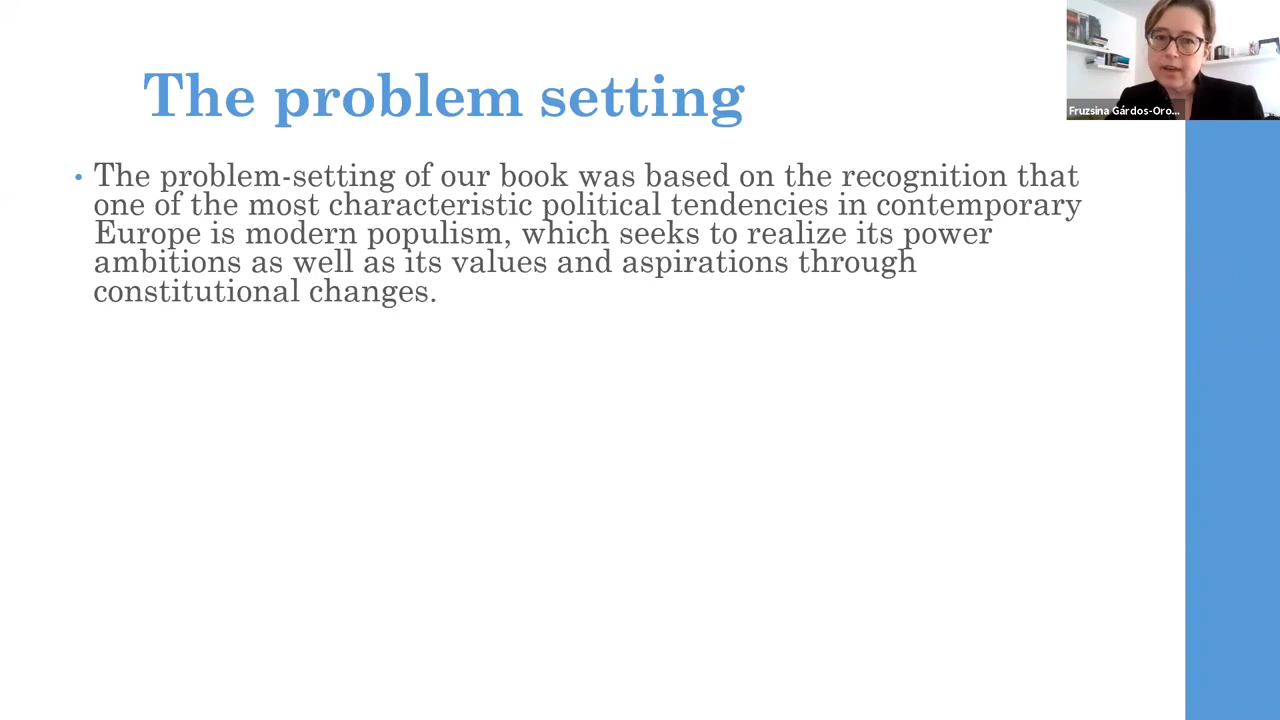 The problem setting
Fruzsina Gárdos-Oro...
• The problem-setting of our book was based on the recognition that
one of the most characteristic political tendencies in contemporary
Europe is modern populism, which seeks to realize its power
ambitions as well as its values and aspirations through
constitutional changes.